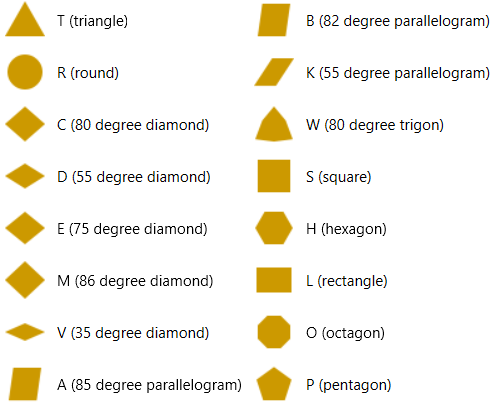 T (triangle)
R (round)
C (80 degree diamond)
D (55 degree diamond)
E (75 degree diamond)
M (86 degree diamond)
V (35 degree diamond)
A (85 degree parallelogram)
B (82 degree parallelogram)
K (55 degree parallelogram)
W (80 degree trigon)
S (square)
H (hexagon)
L (rectangle)
O (octagon)
P (pentagon)